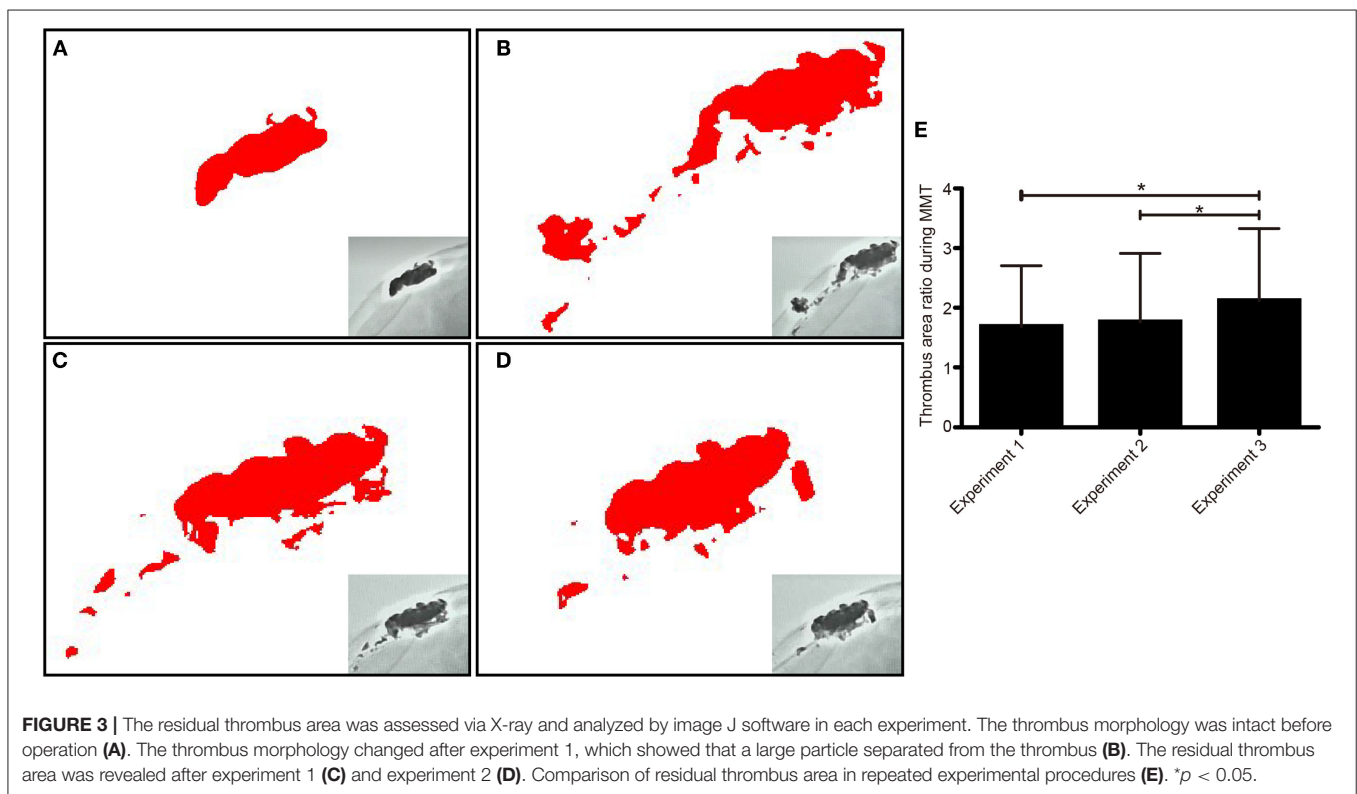 A
B
C
D
E
Thrombus area ratio during MMT
4
3
2
1
0
*
*
Experiment 1
Experiment 2
Experiment 3
FIGURE 3 | The residual thrombus area was assessed via X-ray and analyzed by image J software in each experiment. The thrombus morphology was intact before
operation (A). The thrombus morphology changed after experiment 1, which showed that a large particle separated from the thrombus (B). The residual thrombus
area was revealed after experiment 1 (C) and experiment 2 (D). Comparison of residual thrombus area in repeated experimental procedures (E). *p < 0.05.